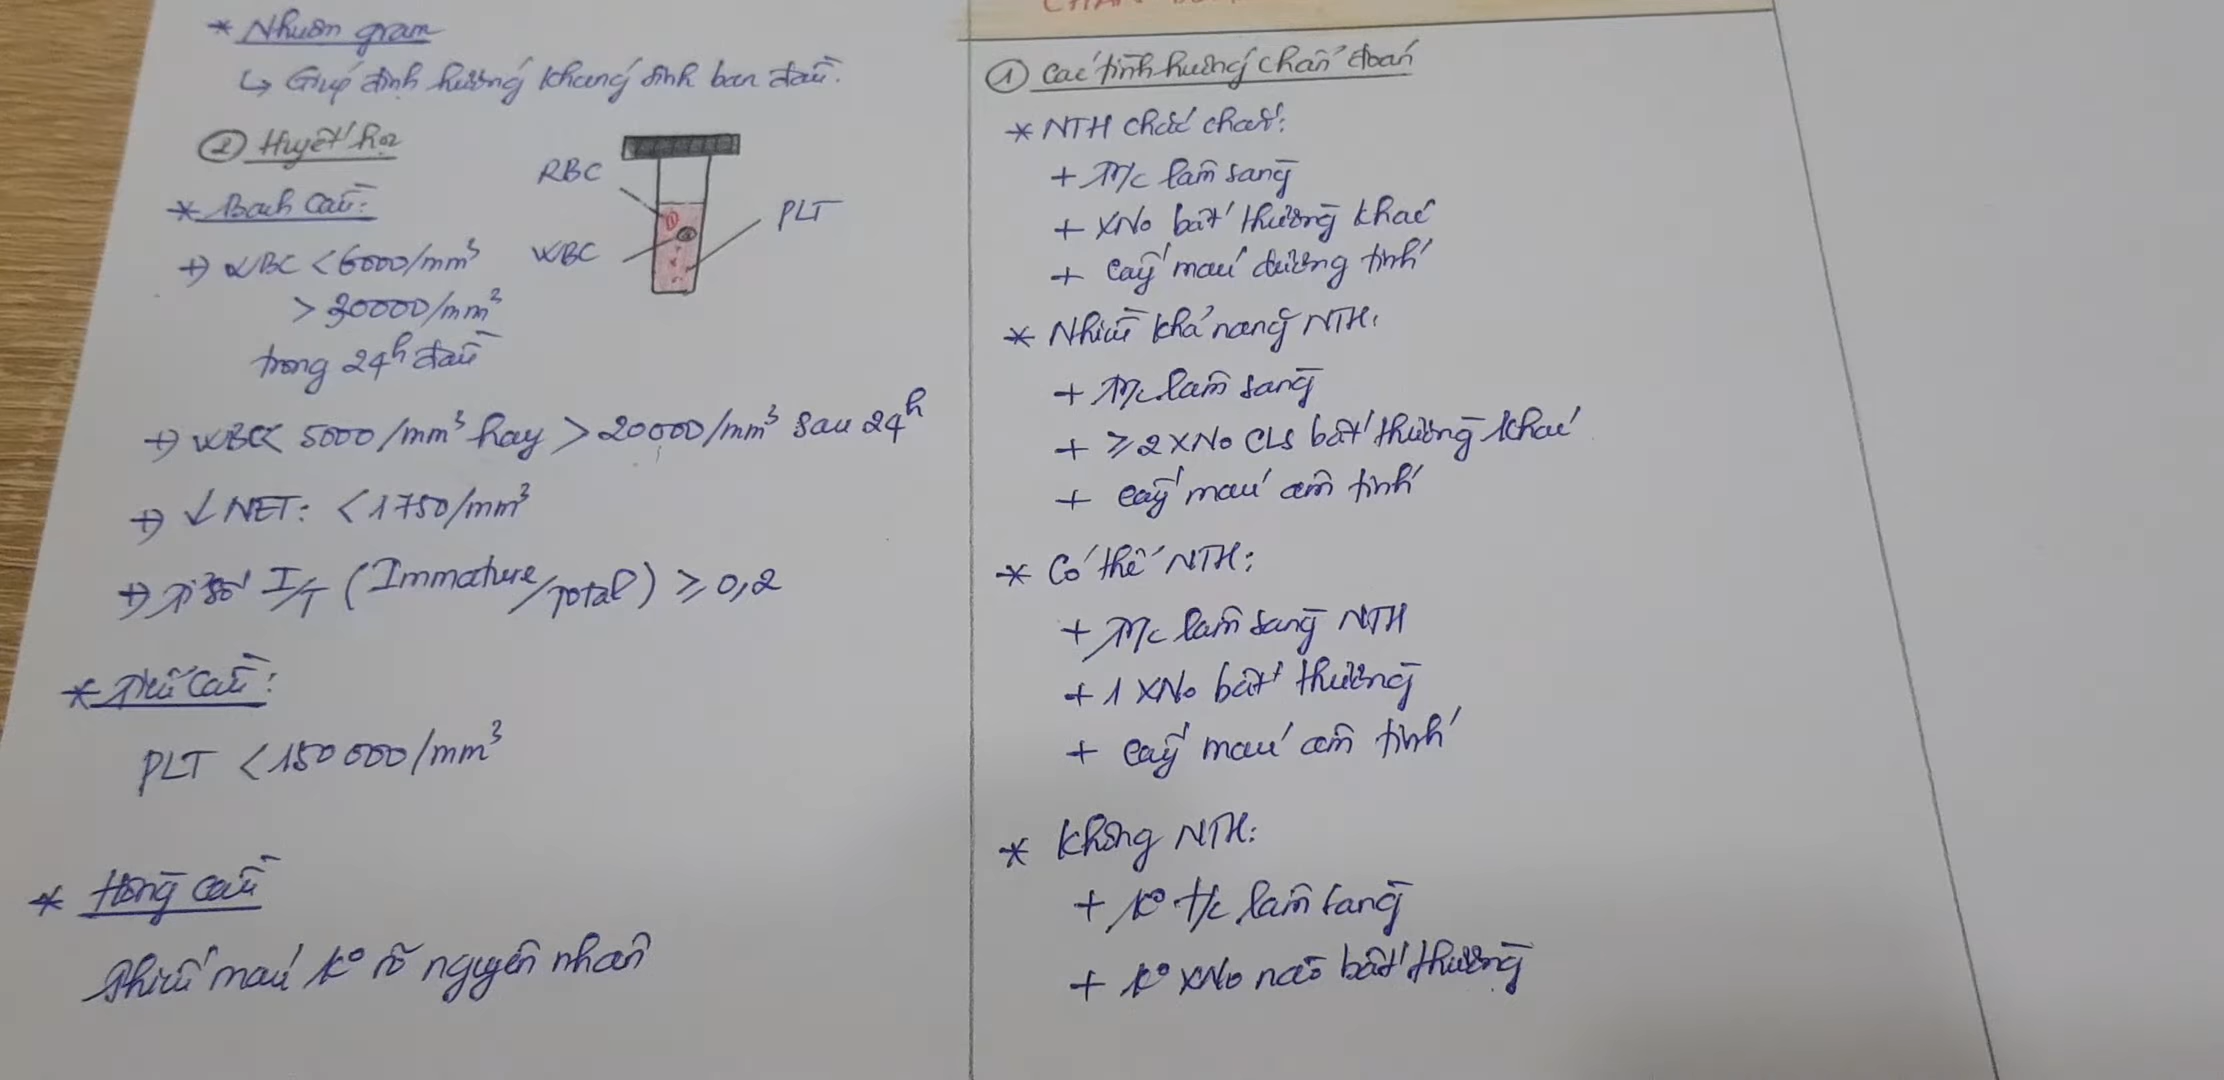 * Nhuộm gram
↳ Giúp định hướng kháng sinh ban đầu.
② Huyết học
RBC
PLT
WBC
* Bạch cầu:
+) WBC < 6000/mm³
> 30000/mm³
trong 24h đầu
+) WBC < 5000/mm³ hay > 20000/mm³ sau 24h
+) ↓ NET: < 1750/mm³
+) Tỉ số I/T (Immature/Total) ≥ 0,2
* Tiểu cầu:
PLT < 150 000/mm³
* Hồng cầu
Thiếu máu k° rõ nguyên nhân
① Các tình huống chẩn đoán
* NTH chắc chắn:
+ T/c lâm sàng
+ XNo bất thường khác
+ Cấy máu dương tính
* Nhiều khả năng NTH:
+ T/c lâm sàng
+ ≥ 2 XNo CLS bất thường khác
+ Cấy máu âm tính
* Có thể NTH:
+ T/c lâm sàng NTH
+ 1 XNo bất thường
+ Cấy máu âm tính
* Không NTH:
+ K° t/c lâm sàng
+ K° XNo nào bất thường